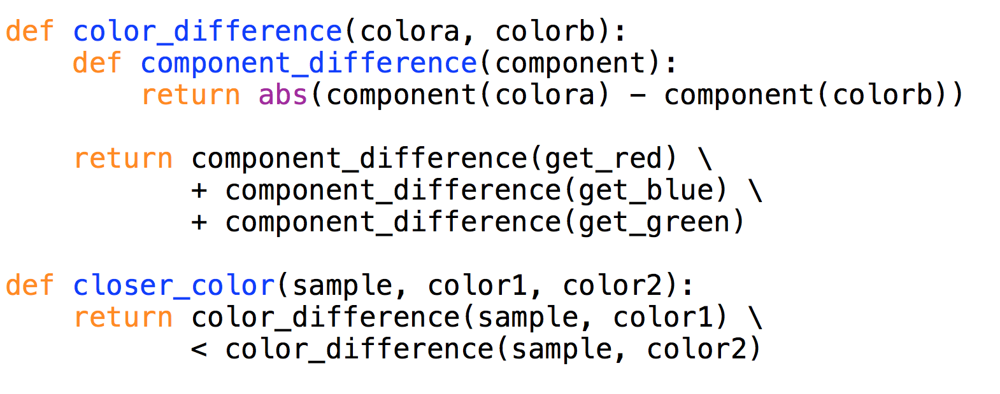 def color_difference(colora, colorb):
    def component_difference(component):
        return abs(component(colora) - component(colorb))

    return component_difference(get_red) \
           + component_difference(get_blue) \
           + component_difference(get_green)

def closer_color(sample, color1, color2):
    return color_difference(sample, color1) \
           < color_difference(sample, color2)